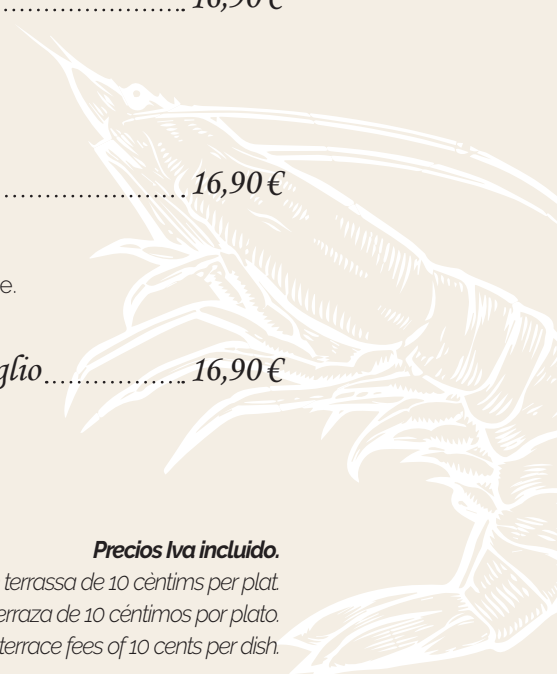 16,90 €
16,90 €
e.
glio 16,90 €
Precios Iva incluido.
terrassa de 10 cèntims per plat.
erraza de 10 céntimos por plato.
terrace fees of 10 cents per dish.